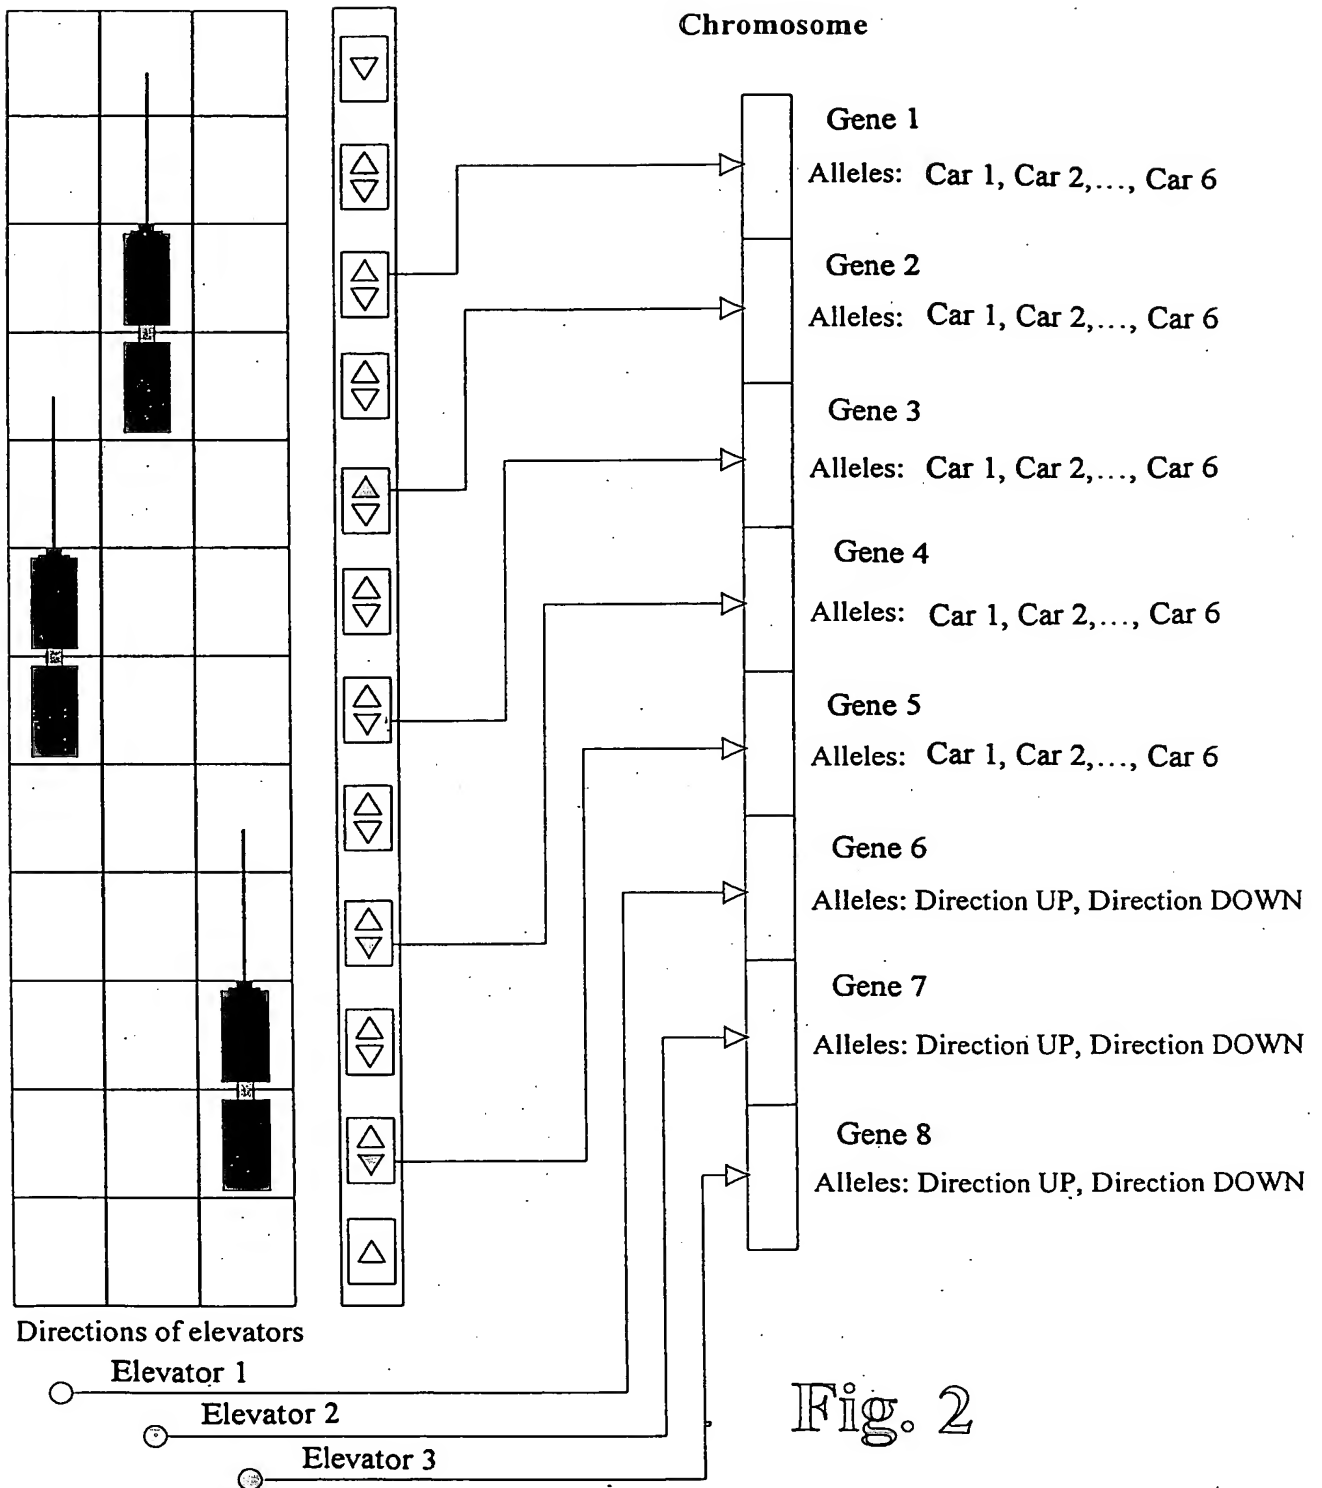 Chromosome
Gene 1
Alleles: Car 1, Car 2,..., Car 6
Gene 2
Alleles: Car 1, Car 2,..., Car 6
Gene 3
Alleles: Car 1, Car 2,..., Car 6
Gene 4
Alleles: Car 1, Car 2,..., Car 6
Gene 5
Alleles: Car 1, Car 2,..., Car 6
Gene 6
Alleles: Direction UP, Direction DOWN
Gene 7
Alleles: Direction UP, Direction DOWN
Gene 8
Alleles: Direction UP, Direction DOWN
Directions of elevators
Elevator 1
Elevator 2
Elevator 3
Fig. 2